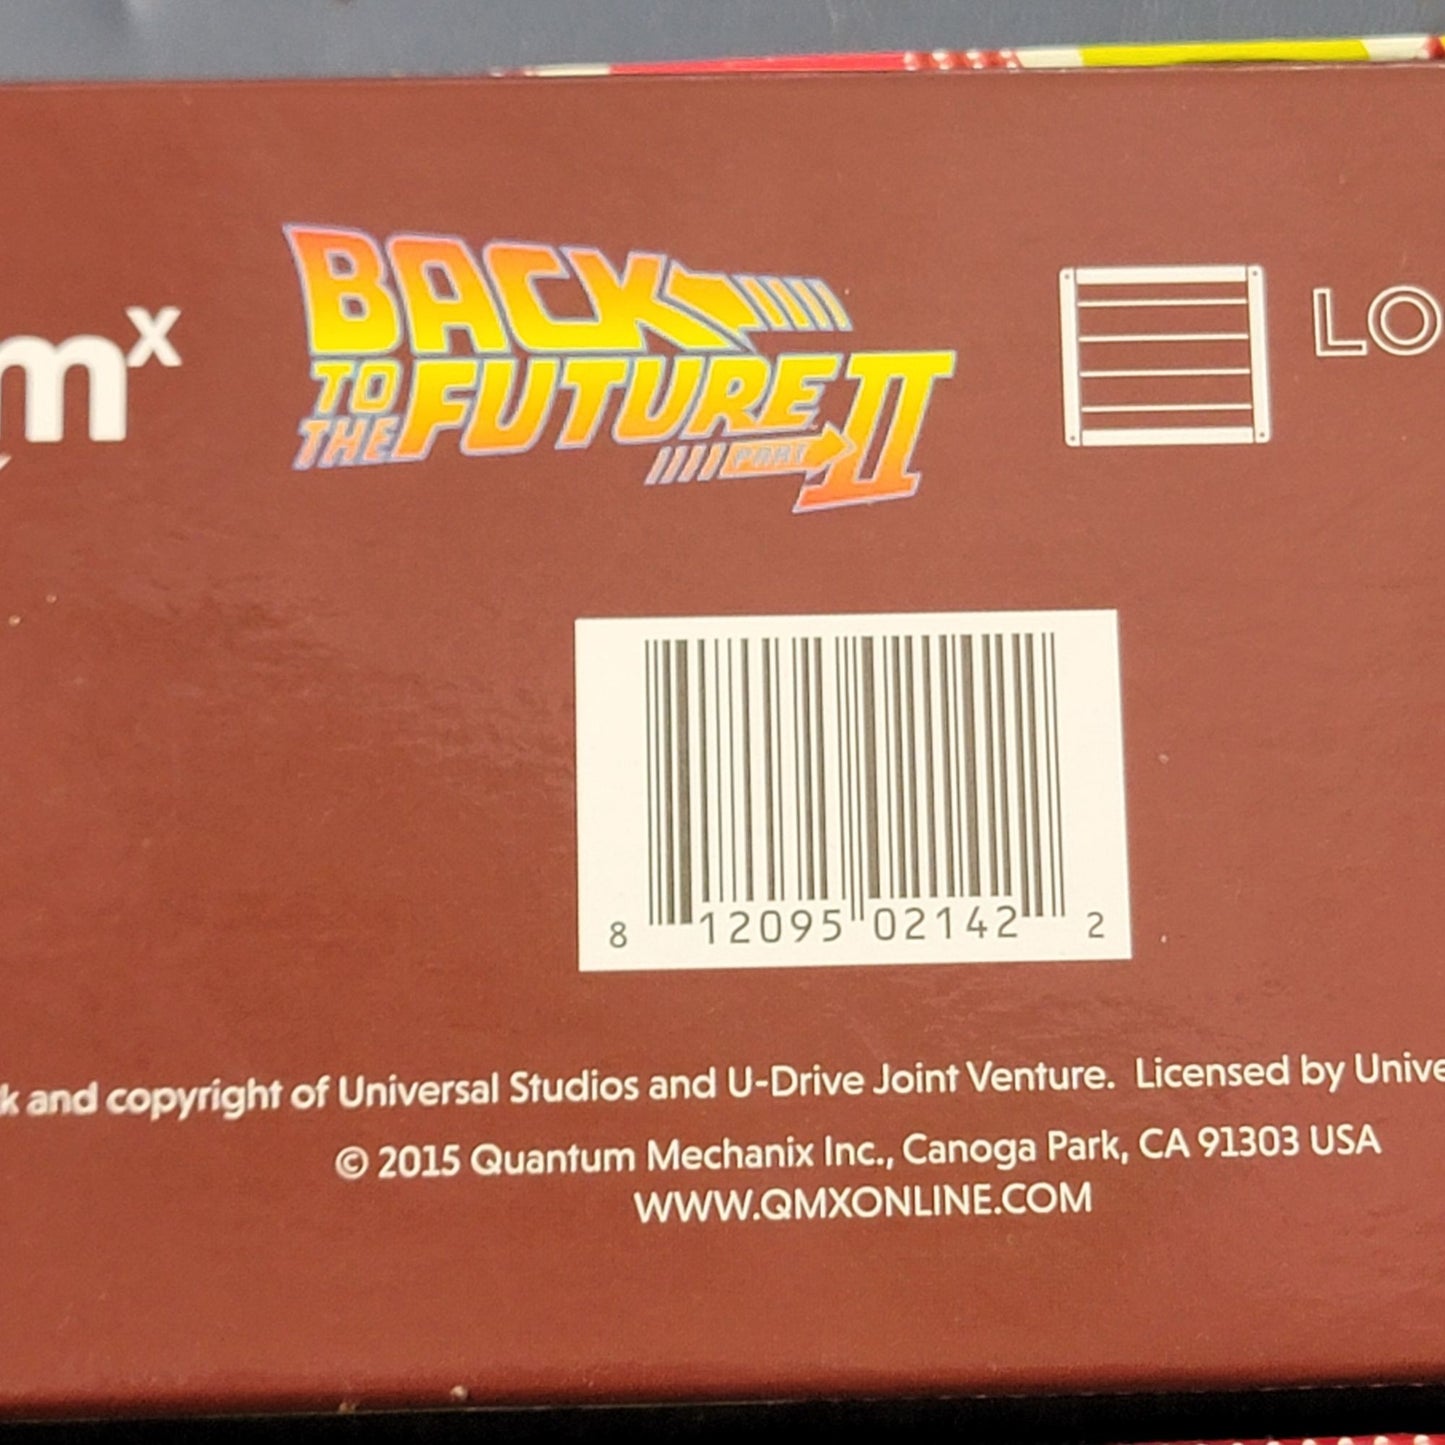 mx
BACK
TO THE FUTURE
PART II
LO
8 12095 02142 2
and copyright of Universal Studios and U-Drive Joint Venture. Licensed by Unive
© 2015 Quantum Mechanix Inc., Canoga Park, CA 91303 USA
WWW.QMXONLINE.COM